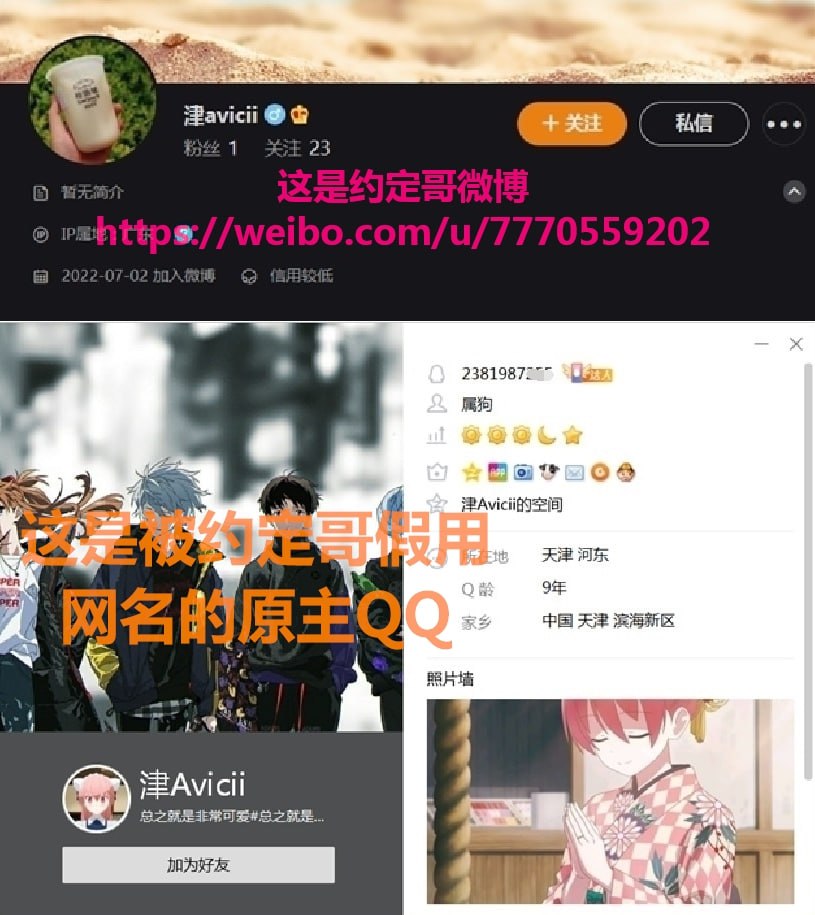 津avicii
+ 关注
私信
粉丝 1 关注 23
这是约定哥微博
暂无简介
https://weibo.com/u/7770559202
IP属地
2022-07-02 加入微博 信用较低
2381987
达人
属狗
津Avicii的空间
这是被约定哥假用
网名的原主QQ
所在地 天津 河东
Q 龄 9年
家乡 中国 天津 滨海新区
照片墙
津Avicii
总之就是非常可爱#总之就是...
加为好友